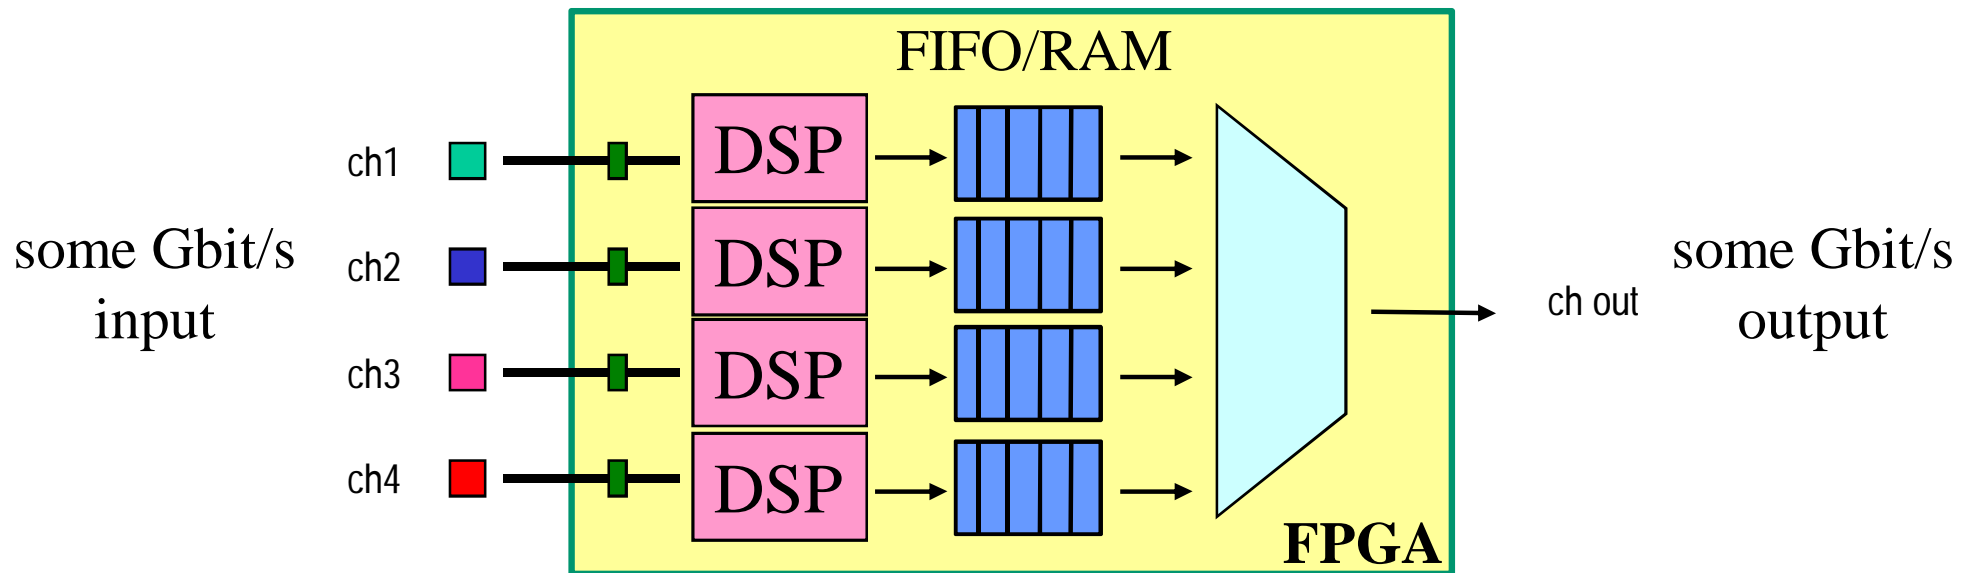 FIFO/RAM
ch1
DSP
some Gbit/s
input
ch2
DSP
ch out
some Gbit/s
output
ch3
DSP
ch4
DSP
FPGA